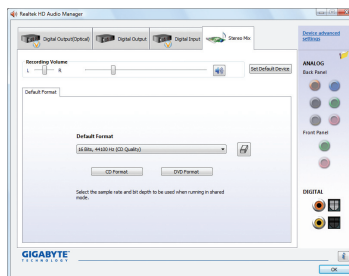 Realtek HD Audio Manager
Digital Output(Optical)
Digital Output
Digital Input
Stereo Mix
Device advanced
settings
Recording Volume
L
R
Set Default Device
ANALOG
Back Panel
Default Format
Default Format
16 Bits, 44100 Hz (CD Quality)
CD Format
DVD Format
Select the sample rate and bit depth to be used when running in shared
mode.
Front Panel
DIGITAL
GIGABYTE
TECHNOLOGY
OK